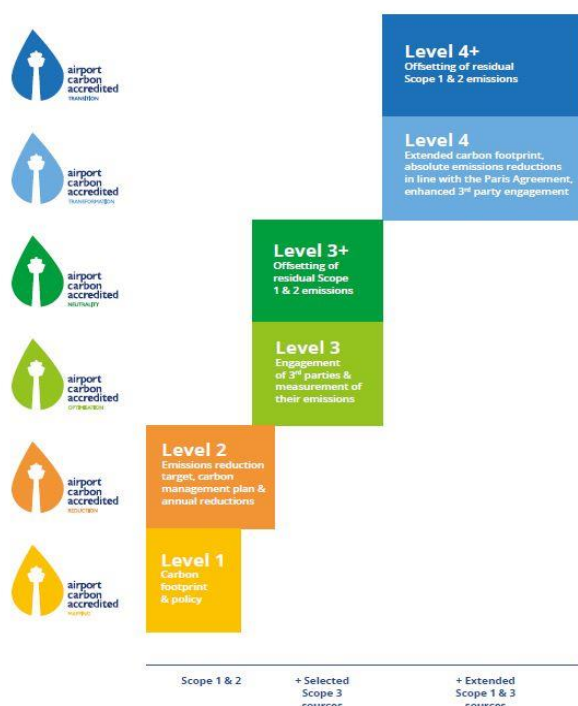 Level 4+
Offsetting of residual
Scope 1 & 2 emissions
airport
carbon
accredited
TRANSITION
Level 4
Extended carbon footprint,
absolute emissions reductions
in line with the Paris Agreement,
enhanced 3rd party engagement
airport
carbon
accredited
TRANSFORMATION
Level 3+
Offsetting of
residual Scope
1 & 2 emissions
airport
carbon
accredited
NEUTRALITY
Level 3
Engagement
of 3rd parties &
measurement of
their emissions
airport
carbon
accredited
OPTIMISATION
Level 2
Emissions reduction
target, carbon
management plan &
annual reductions
airport
carbon
accredited
REDUCTION
Level 1
Carbon
footprint
& policy
airport
carbon
accredited
MAPPING
Scope 1 & 2
+ Selected
Scope 3
sources
+ Extended
Scope 1 & 3
sources